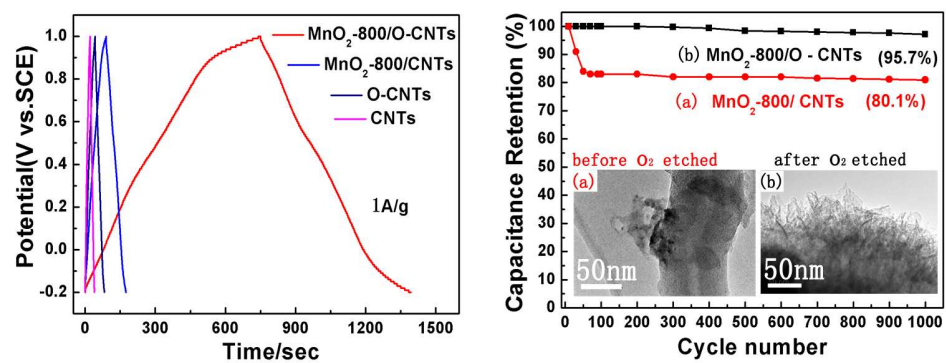 Potential(V vs.SCE)
1.0
0.8
0.6
0.4
0.2
0.0
-0.2
MnO₂-800/O-CNTs
MnO₂-800/CNTs
O-CNTs
CNTs
1A/g
0 300 600 900 1200 1500
Time/sec
Capacitance Retention (%)
100
90
80
70
60
50
40
30
20
10
0
(b) MnO₂-800/O - CNTs (95.7%)
(a) MnO₂-800/ CNTs (80.1%)
before O₂ etched
(a)
50nm
after O₂ etched
(b)
50nm
0 100 200 300 400 500 600 700 800 900 1000
Cycle number